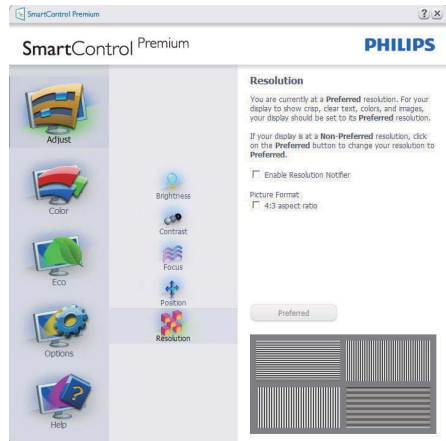 SmartControl Premium
SmartControl Premium
PHILIPS
Adjust
Color
Eco
Options
Help
Brightness
Contrast
Focus
Position
Resolution
Resolution
You are currently at a Preferred resolution. For your
display to show crisp, clear text, colors, and images,
your display should be set to its Preferred resolution.
If your display is at a Non-Preferred resolution, click
on the Preferred button to change your resolution to
Preferred.
Enable Resolution Notifier
Picture Format
4:3 aspect ratio
Preferred